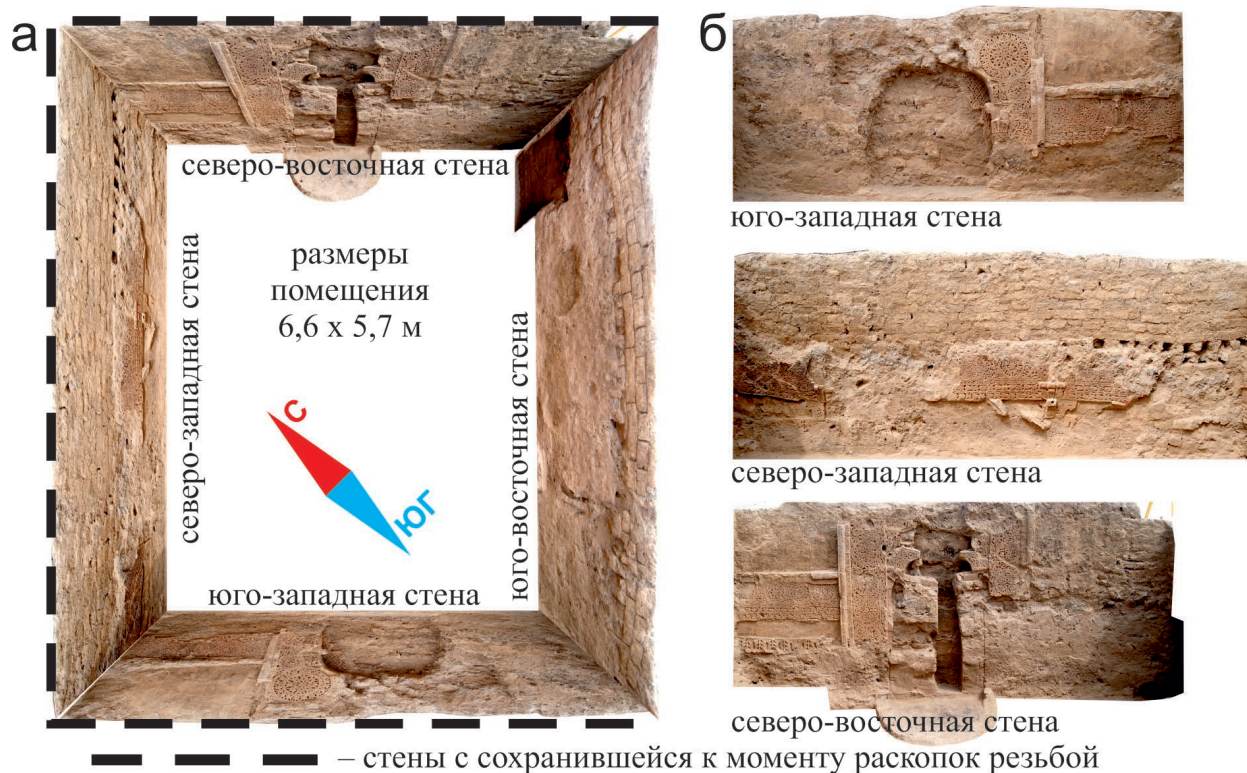 а
северо-восточная стена
северо-западная стена
размеры
помещения
6,6 х 5,7 м
юго-восточная стена
С
ЮГ
юго-западная стена
б
юго-западная стена
северо-западная стена
северо-восточная стена
– стены с сохранившейся к моменту раскопок резьбой